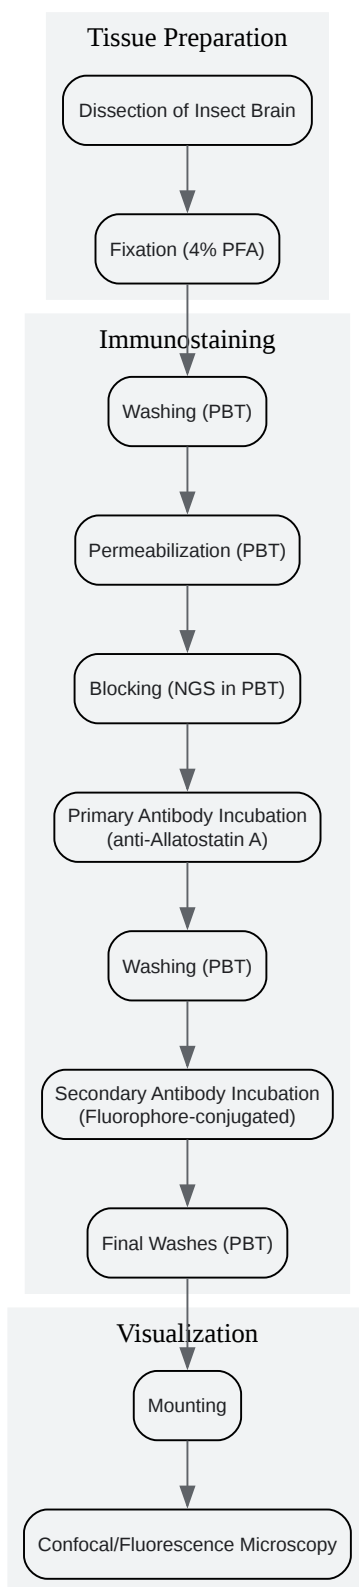 Tissue Preparation
Dissection of Insect Brain
Fixation (4% PFA)
Immunostaining
Washing (PBT)
Permeabilization (PBT)
Blocking (NGS in PBT)
Primary Antibody Incubation
(anti-Allatostatin A)
Washing (PBT)
Secondary Antibody Incubation
(Fluorophore-conjugated)
Final Washes (PBT)
Visualization
Mounting
Confocal/Fluorescence Microscopy